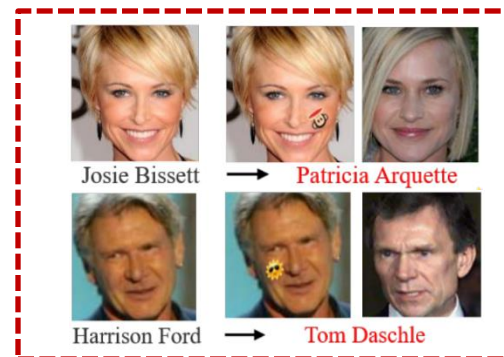 Josie Bissett → Patricia Arquette
Harrison Ford → Tom Daschle